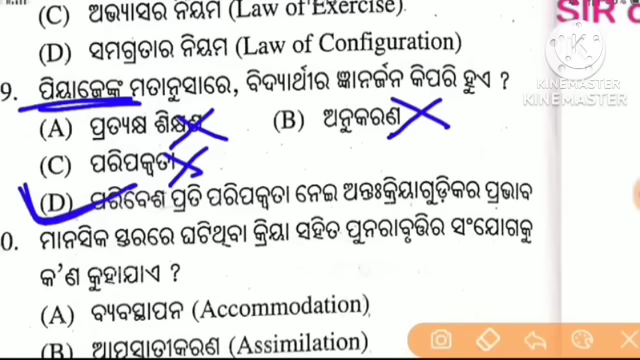 (C) ଅଭ୍ୟାସର ନିୟମ (Law of Exercise)
SIR
(D) ସମଗ୍ରତାର ନିୟମ (Law of Configuration)
9. ପିୟାଜେଙ୍କ ମତାନୁସାରେ, ବିଦ୍ୟାର୍ଥୀର ଜ୍ଞାନାର୍ଜନ କିପରି ହୁଏ ?
KINEMASTER
KINEMASTER
(A) ପ୍ରତ୍ୟକ୍ଷ ଶିକ୍ଷଣ (B) ଅନୁକରଣ
(C) ପରିପକ୍ୱତା
(D) ପରିବେଶ ପ୍ରତି ପରିପକ୍ୱତା ନେଇ ଅନ୍ତଃକ୍ରିୟାଗୁଡ଼ିକର ପ୍ରଭାବ
0. ମାନସିକ ସ୍ତରରେ ଘଟିଥିବା କ୍ରିୟା ସହିତ ପୁନରାବୃତ୍ତିର ସଂଯୋଗକୁ
କ'ଣ କୁହାଯାଏ ?
(A) ବ୍ୟବସ୍ଥାପନ (Accommodation)
(B) ଆତ୍ମସାତୀକରଣ (Assimilation)